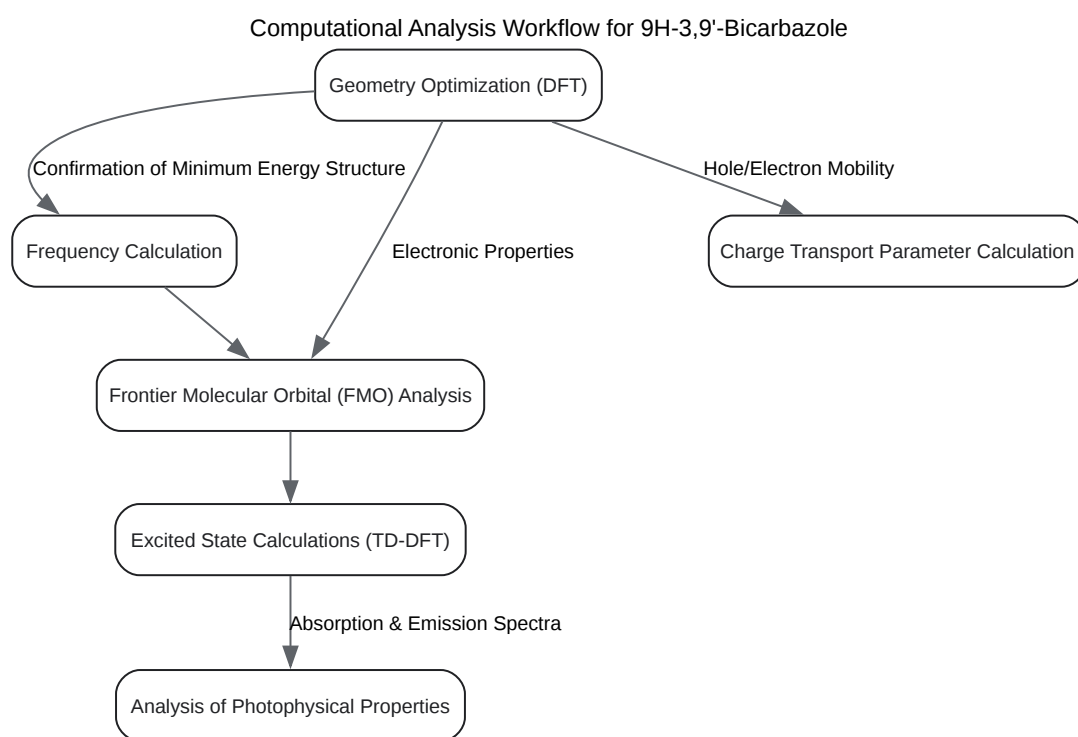 Computational Analysis Workflow for 9H-3,9'-Bicarbazole
Geometry Optimization (DFT)
Confirmation of Minimum Energy Structure
Hole/Electron Mobility
Frequency Calculation
Electronic Properties
Charge Transport Parameter Calculation
Frontier Molecular Orbital (FMO) Analysis
Excited State Calculations (TD-DFT)
Absorption & Emission Spectra
Analysis of Photophysical Properties